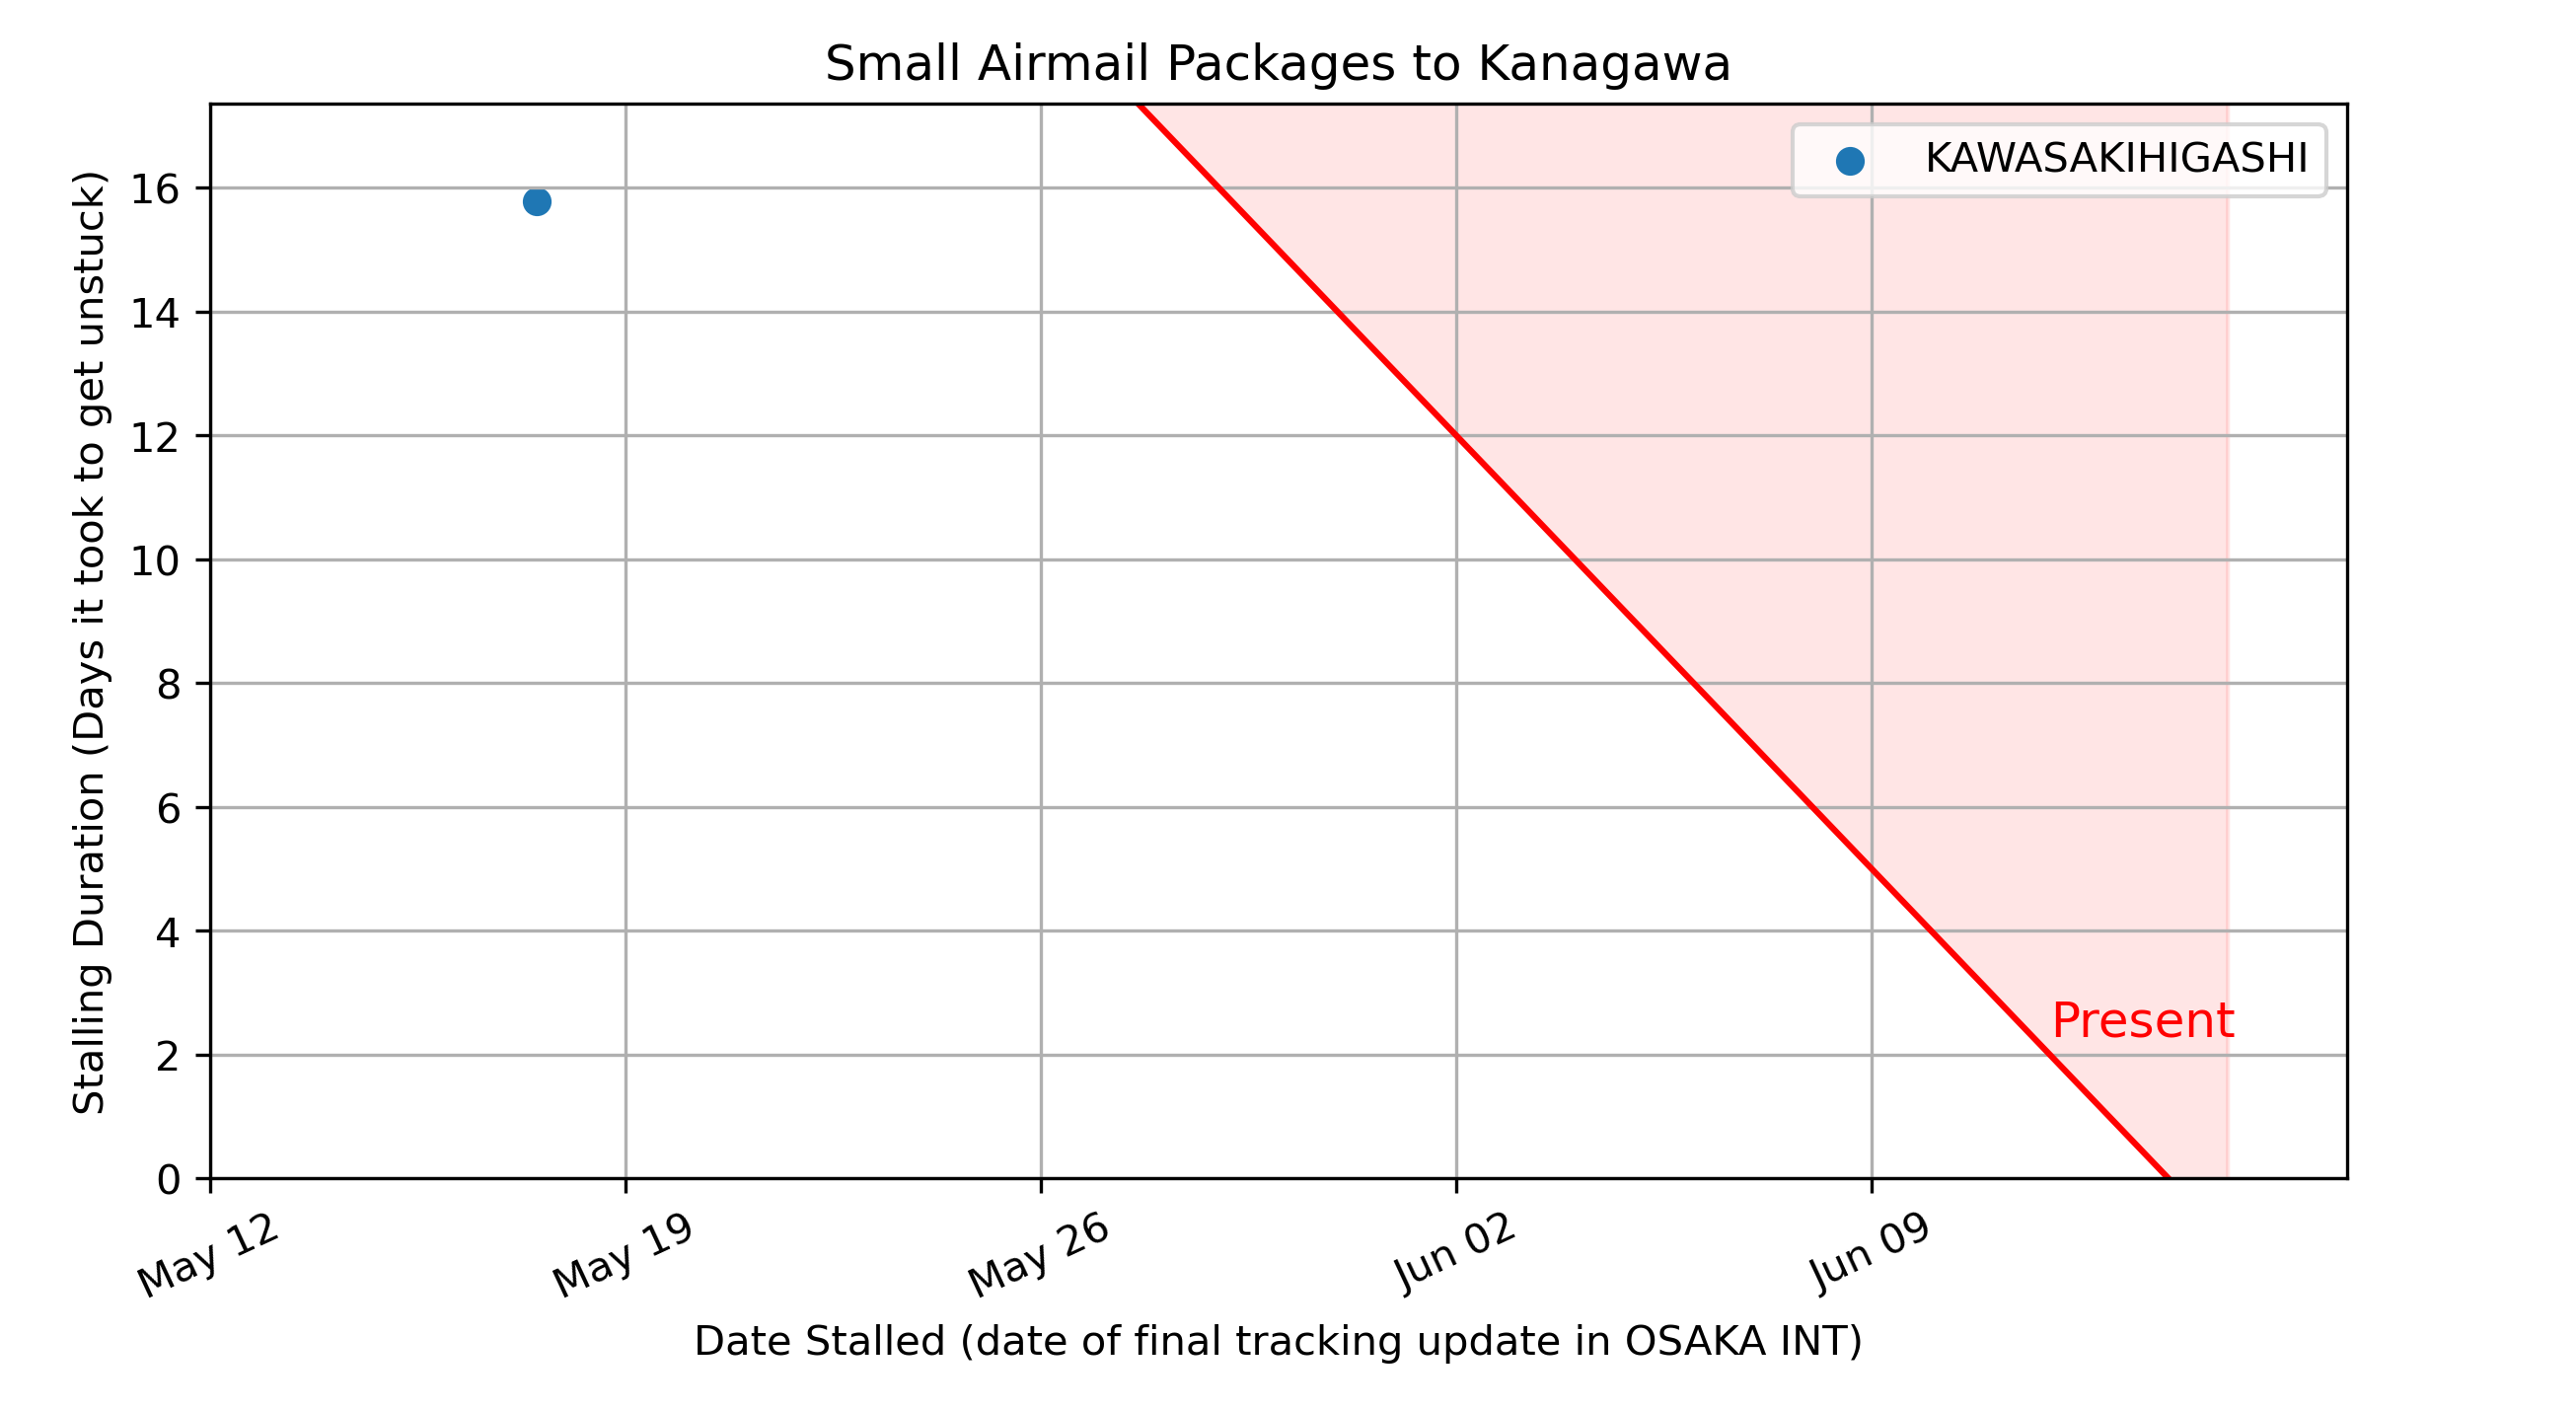 Small Airmail Packages to Kanagawa
KAWASAKIHIGASHI
Stalling Duration (Days it took to get unstuck)
16
14
12
10
8
6
4
2
0
Present
May 12
May 19
May 26
Jun 02
Jun 09
Date Stalled (date of final tracking update in OSAKA INT)